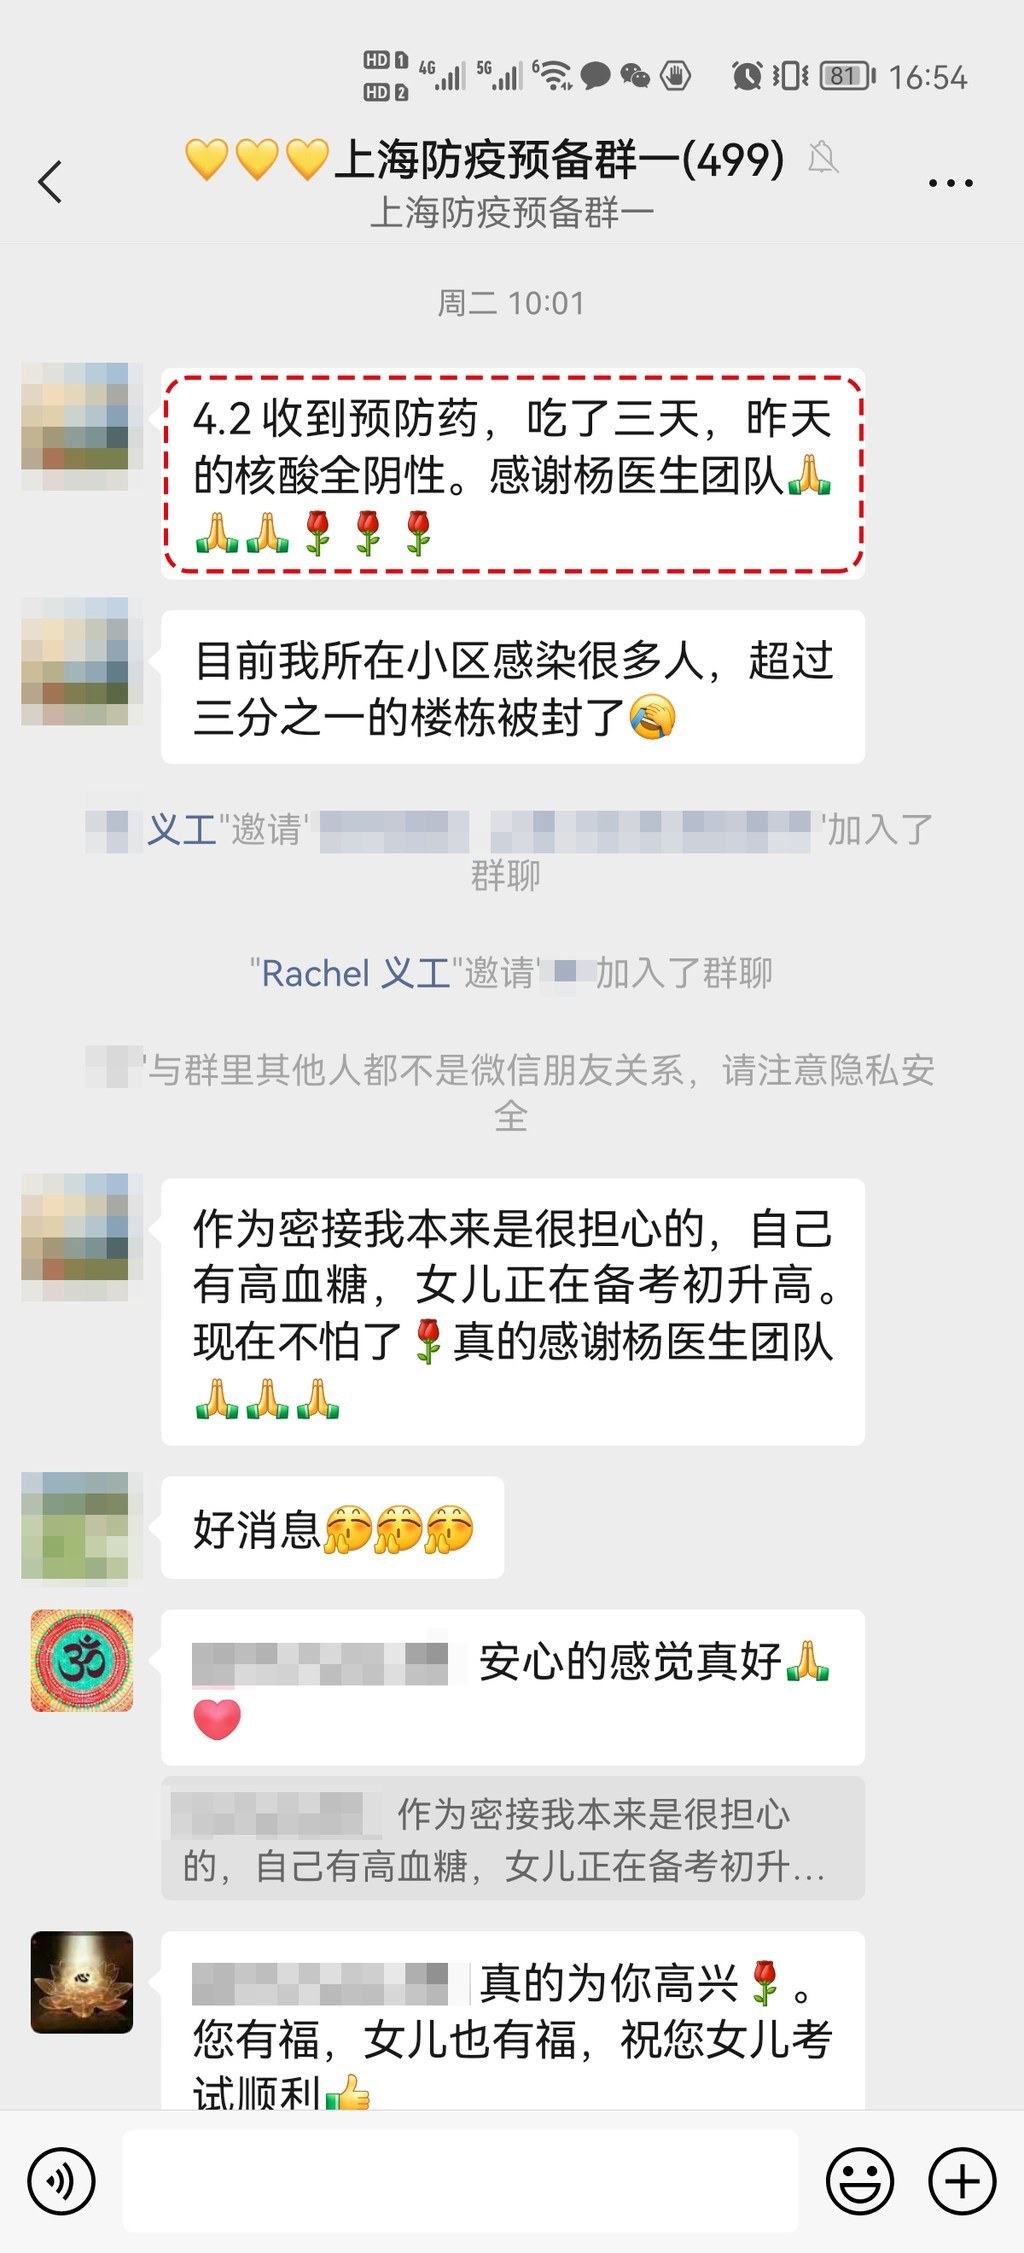 HD 1 4G 5G 6 81 16:54
HD 2
💛💛💛上海防疫预备群一(499)
上海防疫预备群一
周二 10:01
4.2 收到预防药，吃了三天，昨天
的核酸全阴性。感谢杨医生团队🙏
🙏🙏🌹🌹🌹
目前我所在小区感染很多人，超过
三分之一的楼栋被封了🤦
义工"邀请" "加入了
群聊
"Rachel 义工"邀请"加入了群聊
"与群里其他人都不是微信朋友关系，请注意隐私安
全
作为密接我本来是很担心的，自己
有高血糖，女儿正在备考初升高。
现在不怕了🌹真的感谢杨医生团队
🙏🙏🙏
好消息🤭🤭🤭
安心的感觉真好🙏
❤
作为密接我本来是很担心
的，自己有高血糖，女儿正在备考初升...
心
真的为你高兴🌹。
您有福，女儿也有福，祝您女儿考
试顺利👍